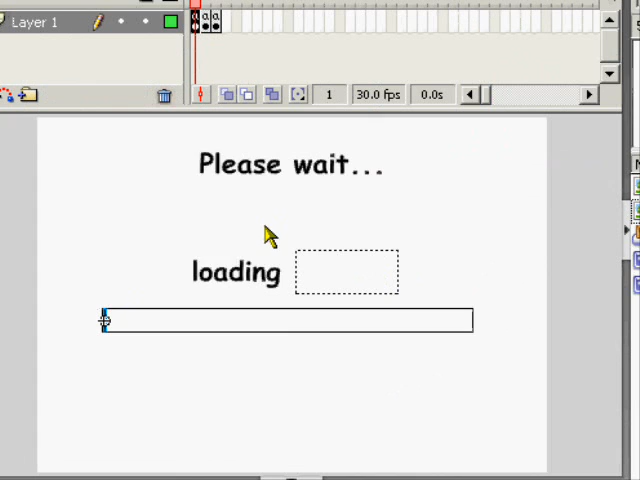 Layer 1
a a a
1 30.0 fps 0.0s
Please wait...
loading